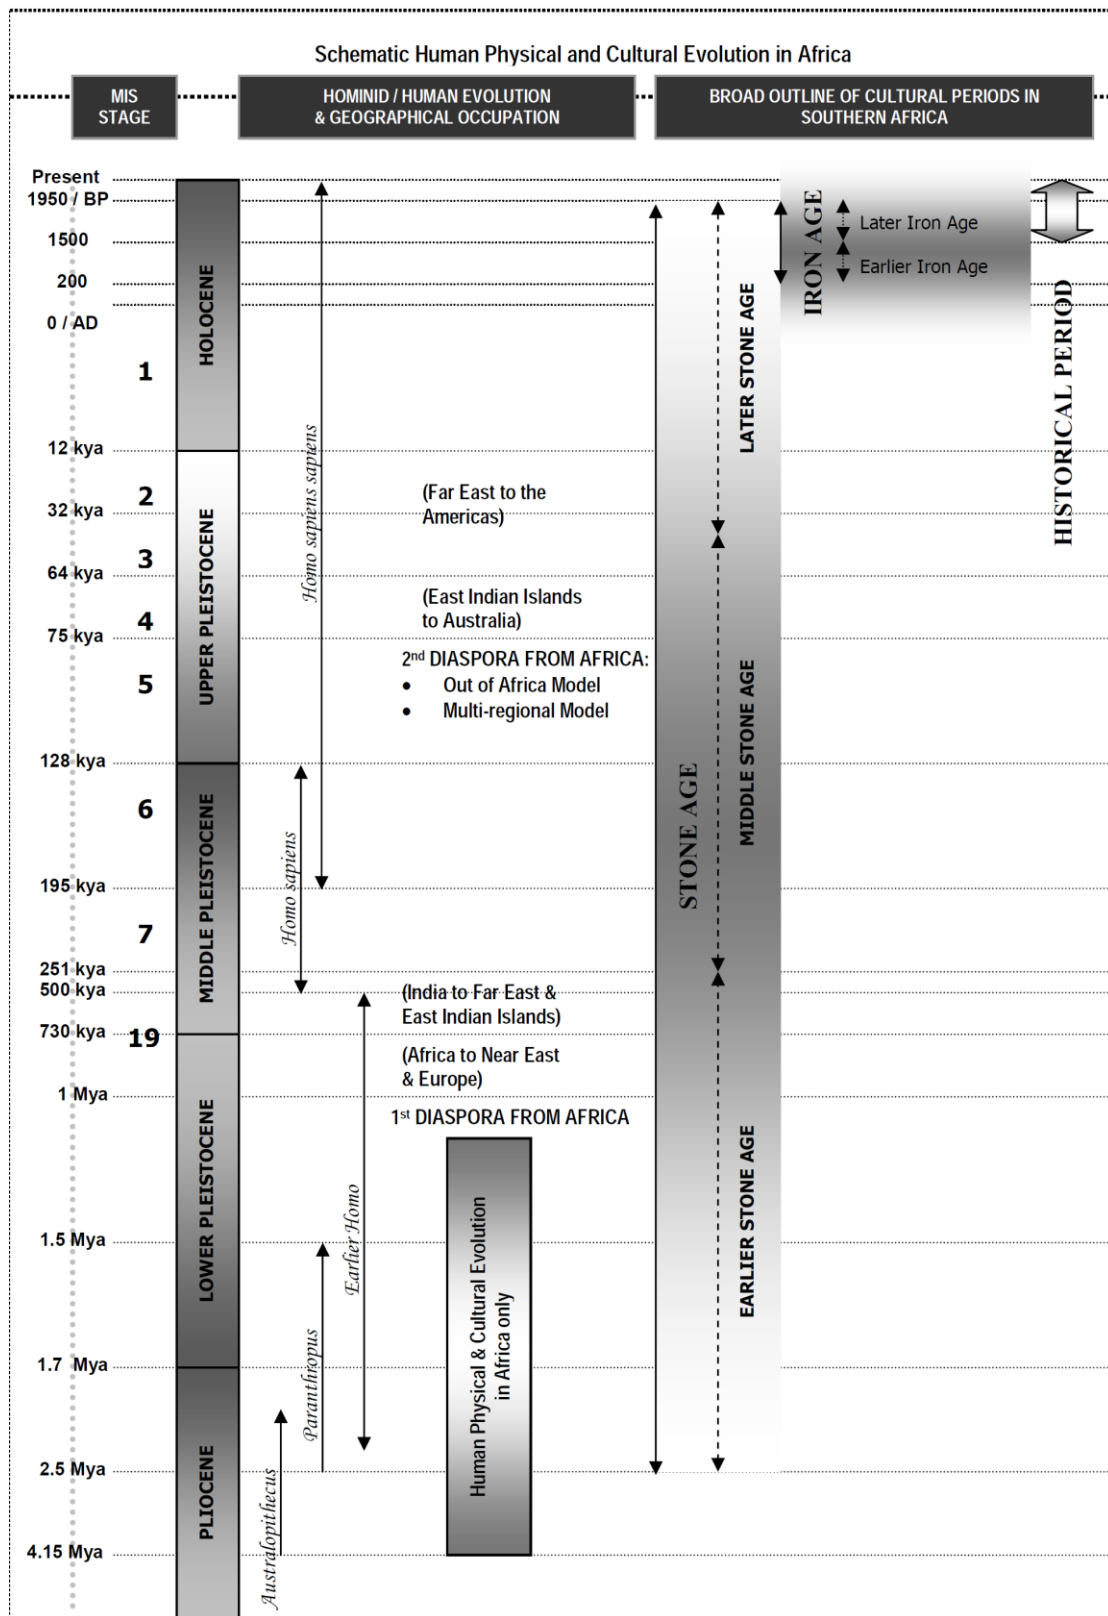 Schematic Human Physical and Cultural Evolution in Africa
MIS
STAGE
HOMINID / HUMAN EVOLUTION
& GEOGRAPHICAL OCCUPATION
BROAD OUTLINE OF CULTURAL PERIODS IN
SOUTHERN AFRICA
Present
1950 / BP
1500
200
0 / AD
12 kya
32 kya
64 kya
75 kya
128 kya
195 kya
251 kya
500 kya
730 kya
1 Mya
1.5 Mya
1.7 Mya
2.5 Mya
4.15 Mya
1
2
3
4
5
6
7
19
HOLOCENE
UPPER PLEISTOCENE
MIDDLE PLEISTOCENE
LOWER PLEISTOCENE
PLIOCENE
Homo sapiens sapiens
Homo sapiens
Earlier Homo
Paranthropus
Australopithecus
(Far East to the
Americas)
(East Indian Islands
to Australia)
2nd DIASPORA FROM AFRICA:
• Out of Africa Model
• Multi-regional Model
(India to Far East &
East Indian Islands)
(Africa to Near East
& Europe)
1st DIASPORA FROM AFRICA
Human Physical & Cultural Evolution
in Africa only
STONE AGE
LATER STONE AGE
MIDDLE STONE AGE
EARLIER STONE AGE
IRON AGE
Later Iron Age
Earlier Iron Age
HISTORICAL PERIOD